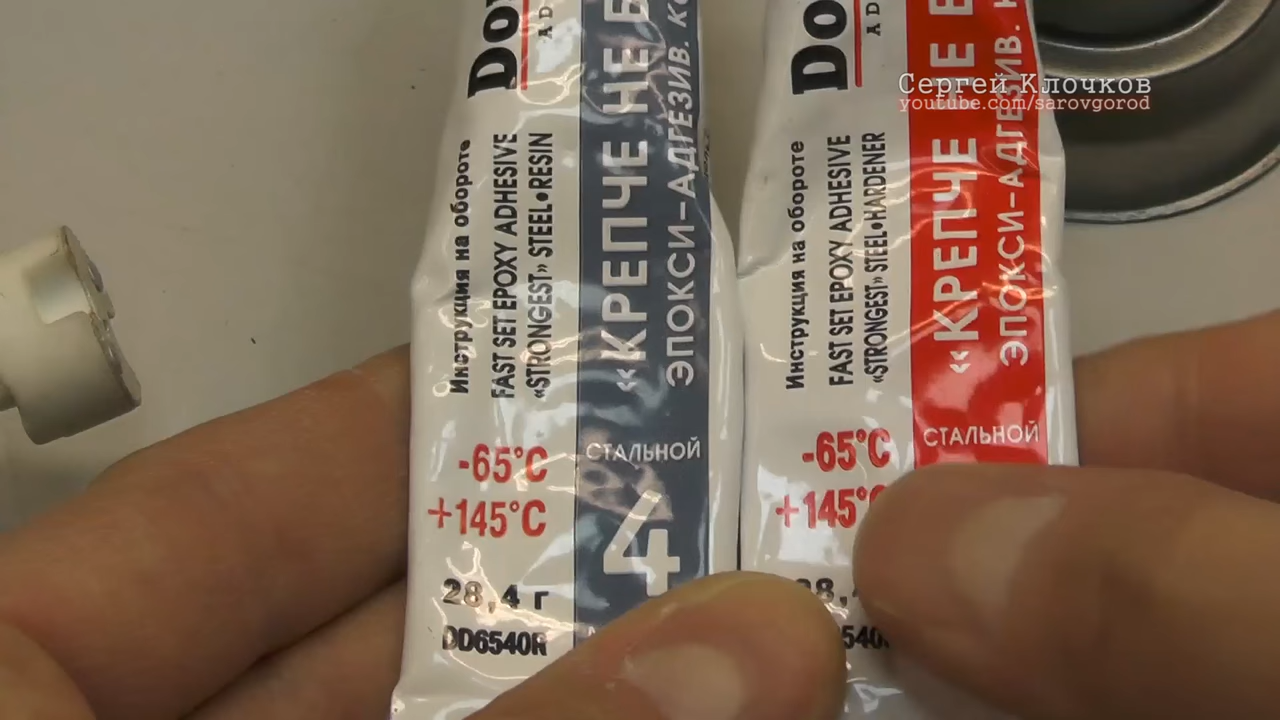 Сергей Клочков
youtube.com/sarovgorod
Инструкция на обороте
FAST SET EPOXY ADHESIVE
«STRONGEST» STEEL•RESIN
-65°C
+145°C
28,4 г
DD6540R
«КРЕПЧЕ НЕ
ЭПОКСИ-АДГЕЗИВ.
СТАЛЬНОЙ
4
Инструкция на обороте
FAST SET EPOXY ADHESIVE
«STRONGEST» STEEL•HARDENER
-65°C
+145°
«КРЕПЧЕ НЕ
ЭПОКСИ-АДГЕЗИВ.
СТАЛЬНОЙ